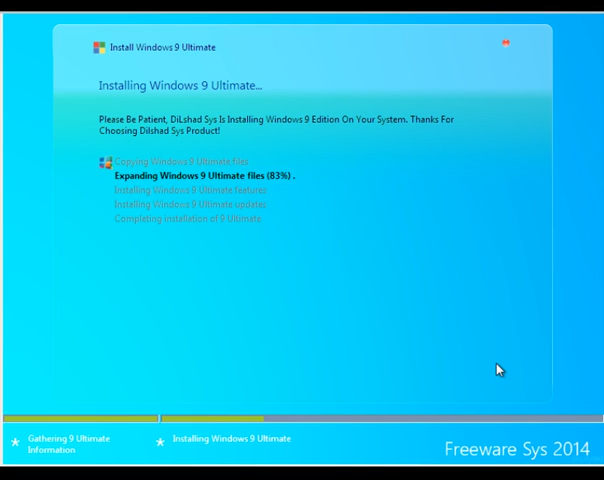 Install Windows 9 Ultimate
Installing Windows 9 Ultimate...
Please Be Patient, DiLshad Sys Is Installing Windows 9 Edition On Your System. Thanks For
Choosing Dilshad Sys Product!
Copying Windows 9 Ultimate files
Expanding Windows 9 Ultimate files (83%) .
Installing Windows 9 Ultimate features
Installing Windows 9 Ultimate updates
Completing installation of 9 Ultimate
* Gathering 9 Ultimate
Information
* Installing Windows 9 Ultimate
Freeware Sys 2014